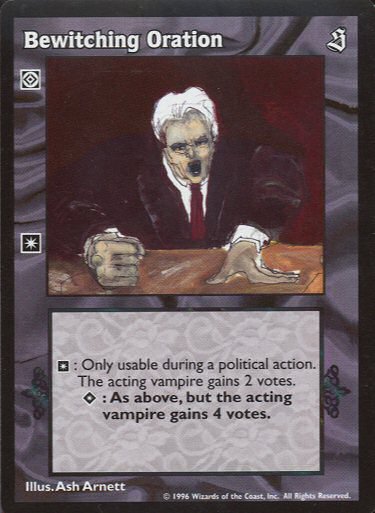 Bewitching Oration
: Only usable during a political action.
The acting vampire gains 2 votes.
: As above, but the acting
vampire gains 4 votes.
Illus. Ash Arnett
© 1996 Wizards of the Coast, Inc. All Rights Reserved.